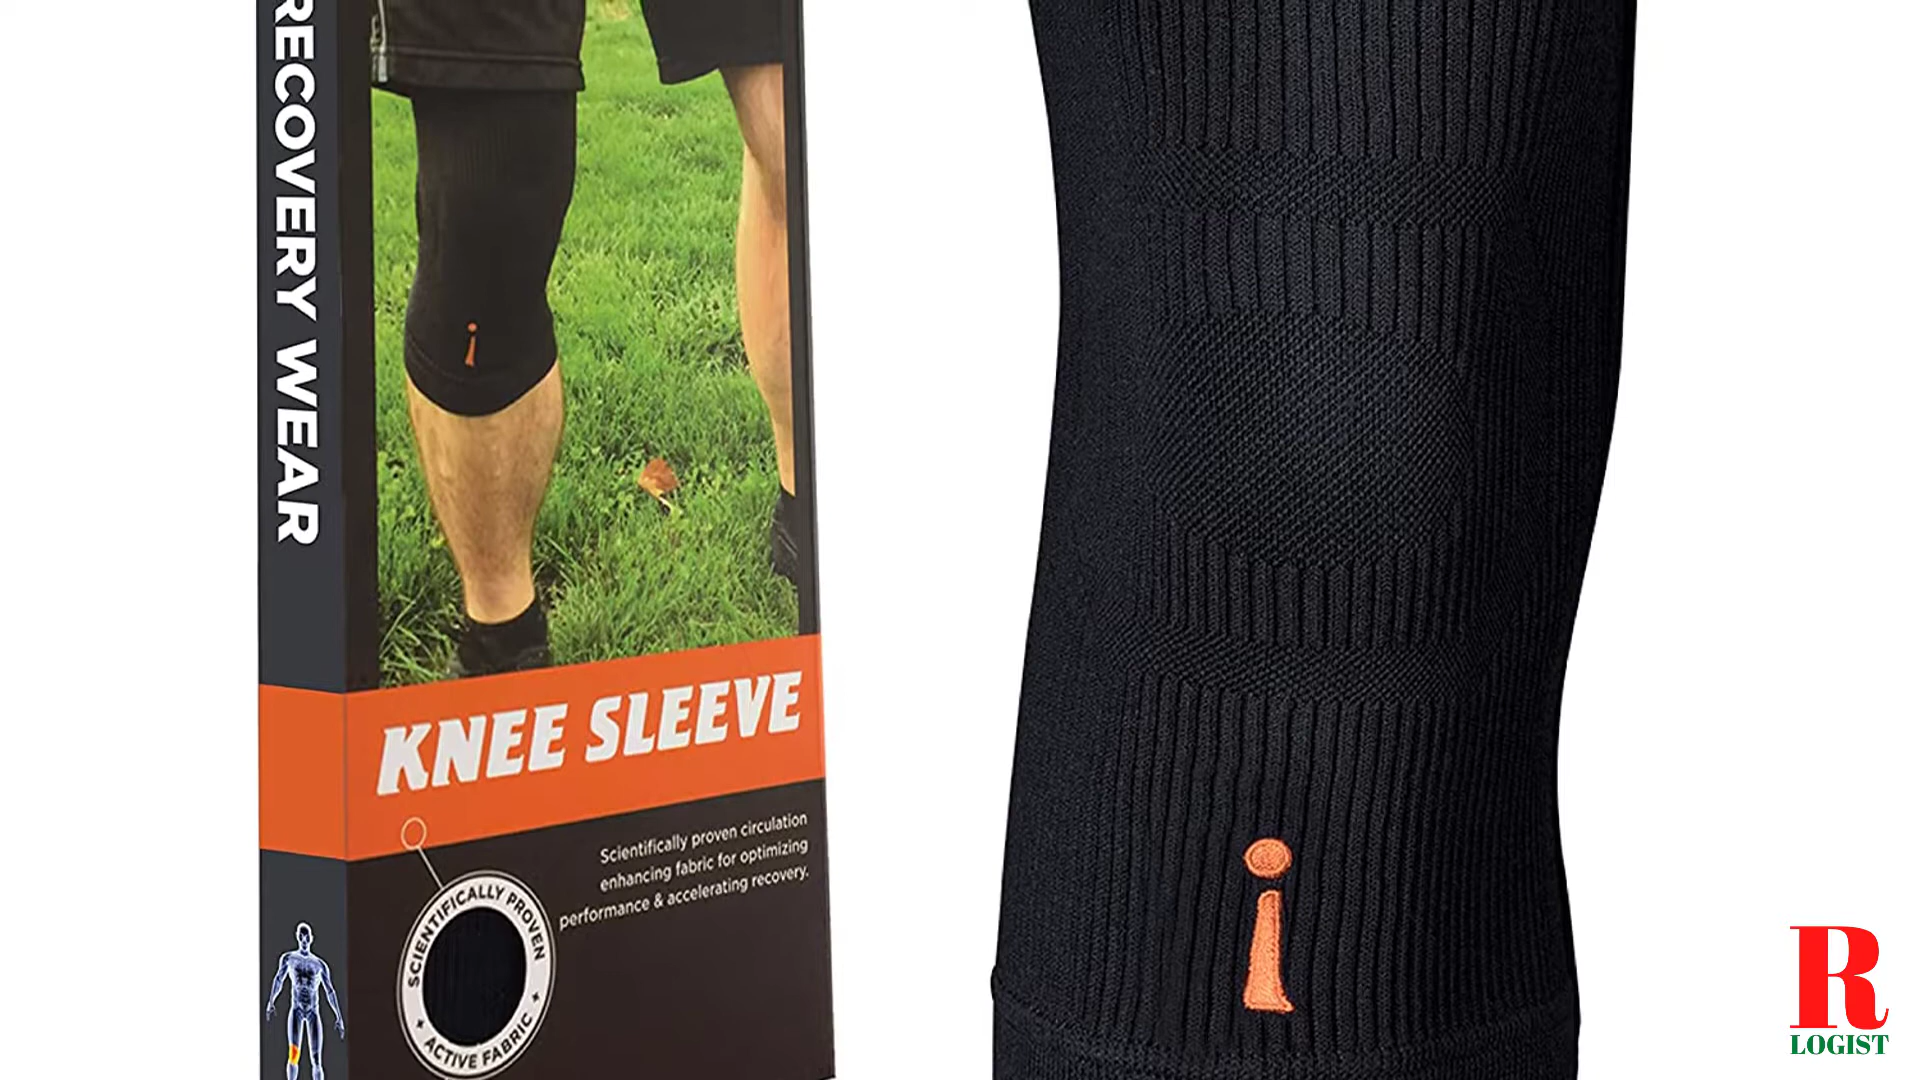 RECOVERY WEAR
i
KNEE SLEEVE
Scientifically proven circulation
enhancing fabric for optimizing
performance & accelerating recovery.
SCIENTIFICALLY PROVEN
ACTIVE FABRIC
i
R
LOGIST